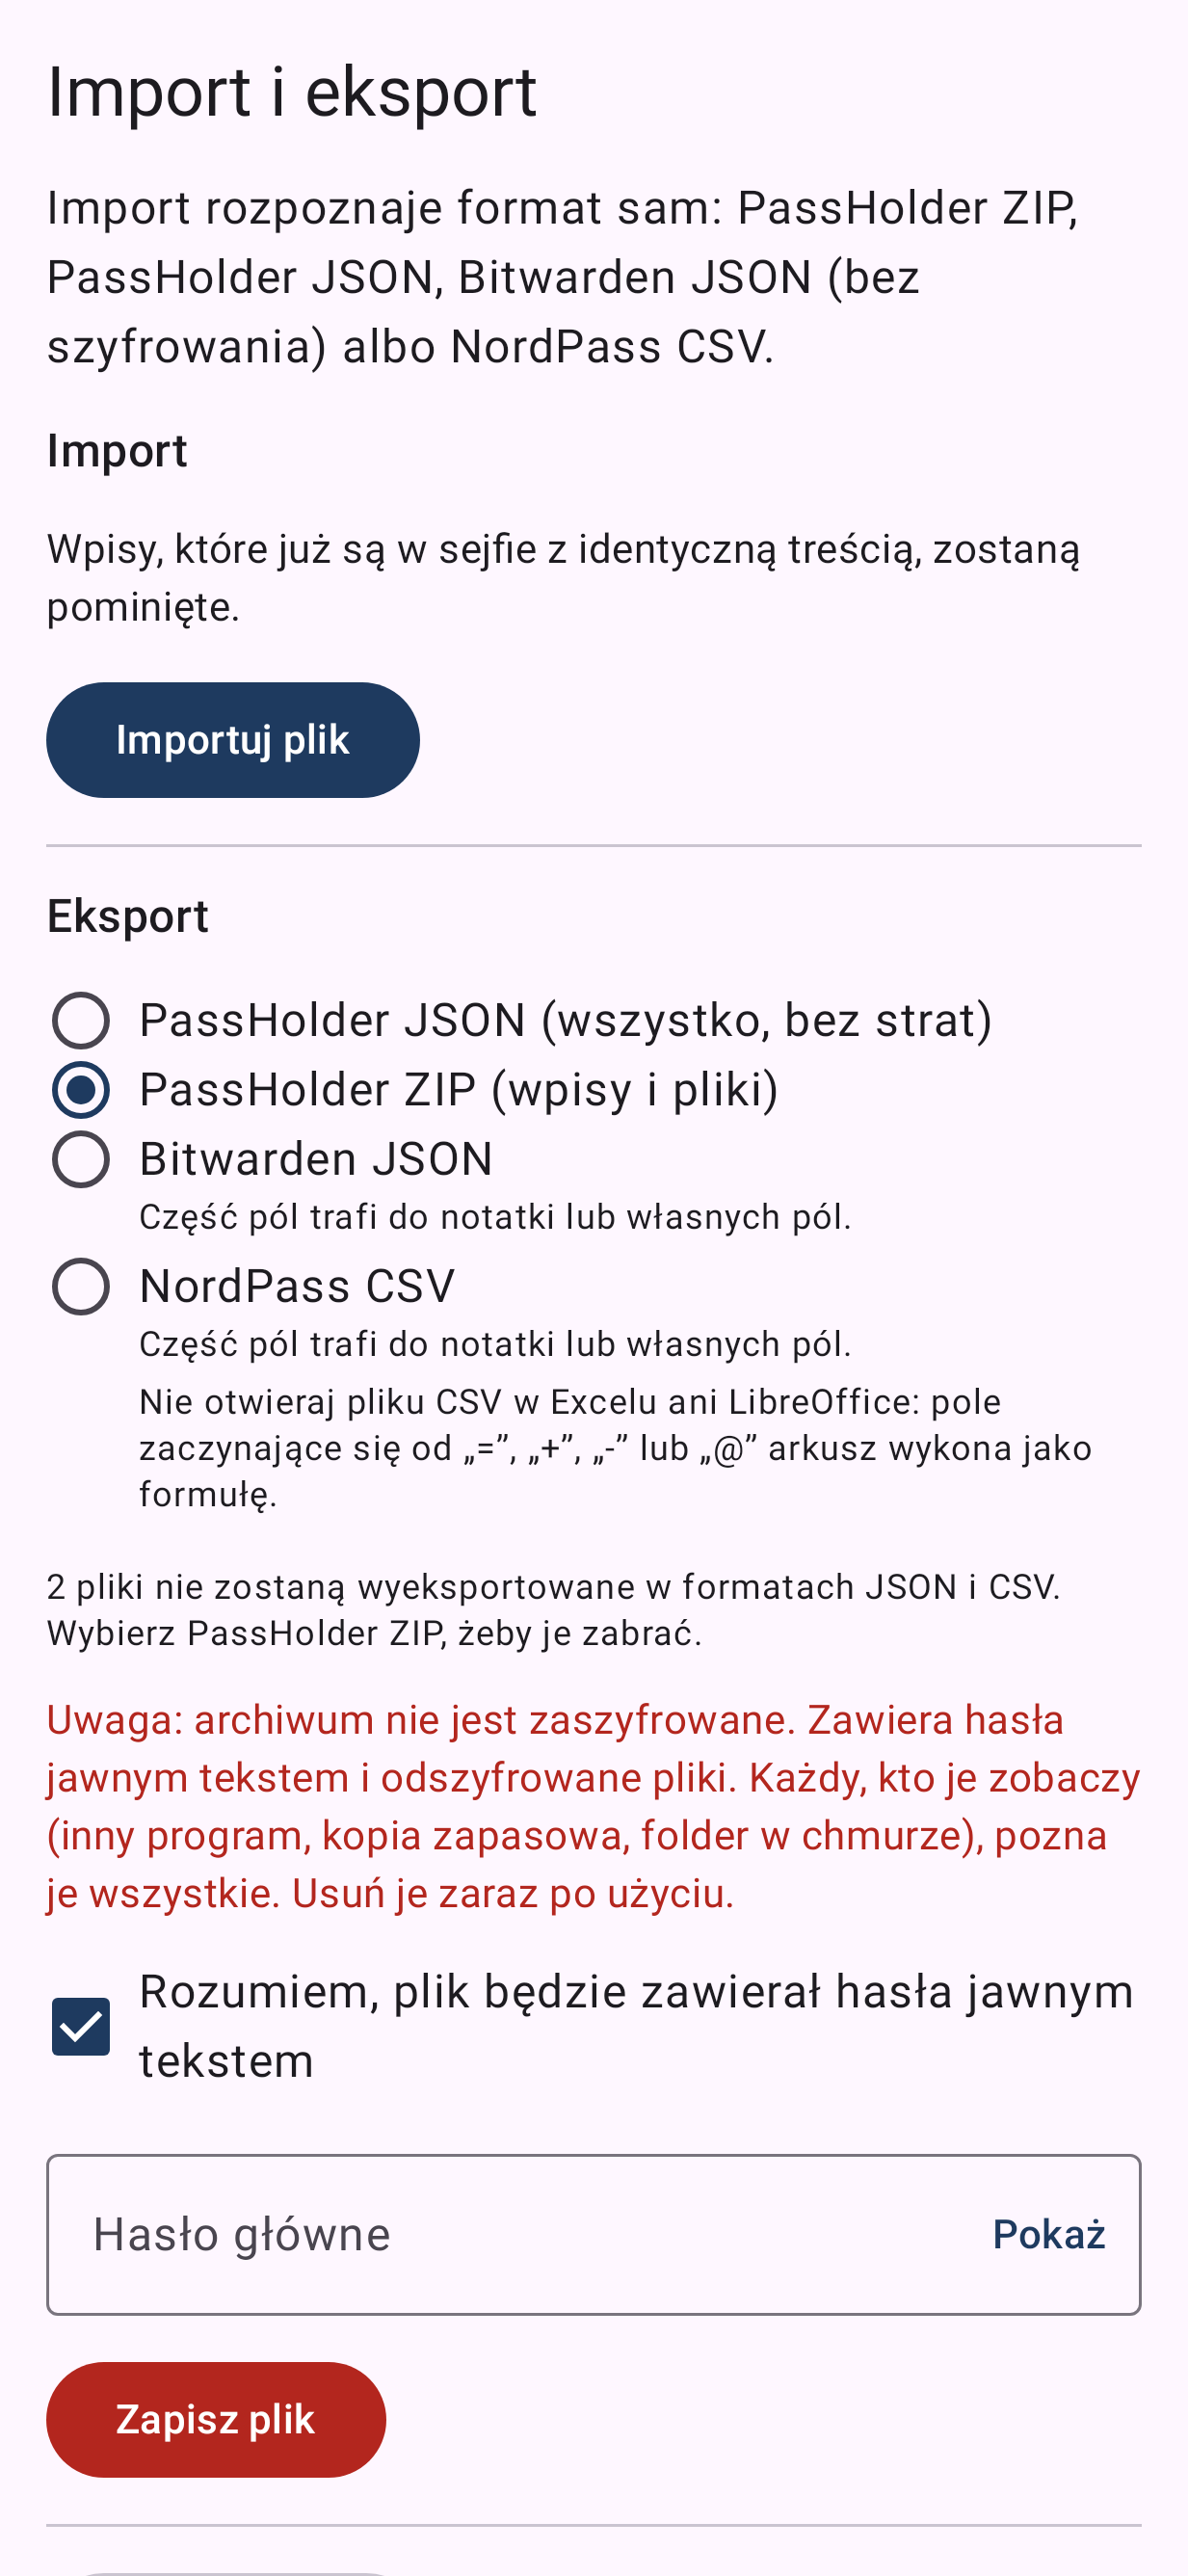 Import i eksport
Import rozpoznaje format sam: PassHolder ZIP,
PassHolder JSON, Bitwarden JSON (bez
szyfrowania) albo NordPass CSV.
Import
Wpisy, które już są w sejfie z identyczną treścią, zostaną
pominięte.
Importuj plik
Eksport
PassHolder JSON (wszystko, bez strat)
PassHolder ZIP (wpisy i pliki)
Bitwarden JSON
Część pól trafi do notatki lub własnych pól.
NordPass CSV
Część pól trafi do notatki lub własnych pól.
Nie otwieraj pliku CSV w Excelu ani LibreOffice: pole
zaczynające się od „=”, „+”, „-” lub „@” arkusz wykona jako
formułę.
2 pliki nie zostaną wyeksportowane w formatach JSON i CSV.
Wybierz PassHolder ZIP, żeby je zabrać.
Uwaga: archiwum nie jest zaszyfrowane. Zawiera hasła
jawnym tekstem i odszyfrowane pliki. Każdy, kto je zobaczy
(inny program, kopia zapasowa, folder w chmurze), pozna
je wszystkie. Usuń je zaraz po użyciu.
Rozumiem, plik będzie zawierał hasła jawnym
tekstem
Hasło główne
Pokaż
Zapisz plik